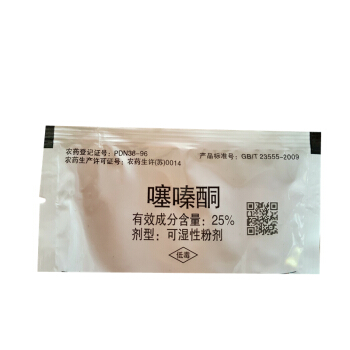 农药登记证号：PDN38-96
产品标准号：GB/T 23555-2009
农药生产许可证号：农药生许(苏)0014
噻嗪酮
有效成分含量：25%
剂型：可湿性粉剂
低毒